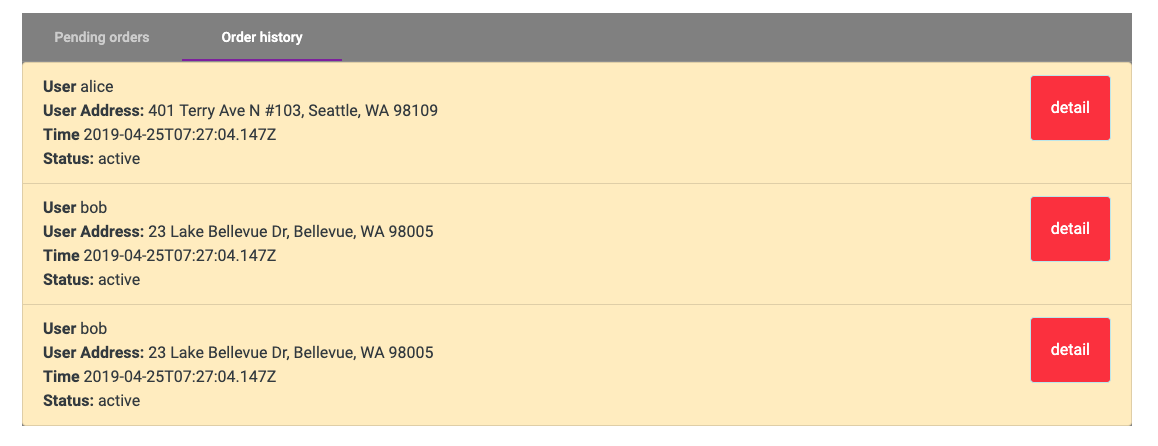 Pending orders Order history
User alice
User Address: 401 Terry Ave N #103, Seattle, WA 98109
Time 2019-04-25T07:27:04.147Z
Status: active
detail
User bob
User Address: 23 Lake Bellevue Dr, Bellevue, WA 98005
Time 2019-04-25T07:27:04.147Z
Status: active
detail
User bob
User Address: 23 Lake Bellevue Dr, Bellevue, WA 98005
Time 2019-04-25T07:27:04.147Z
Status: active
detail